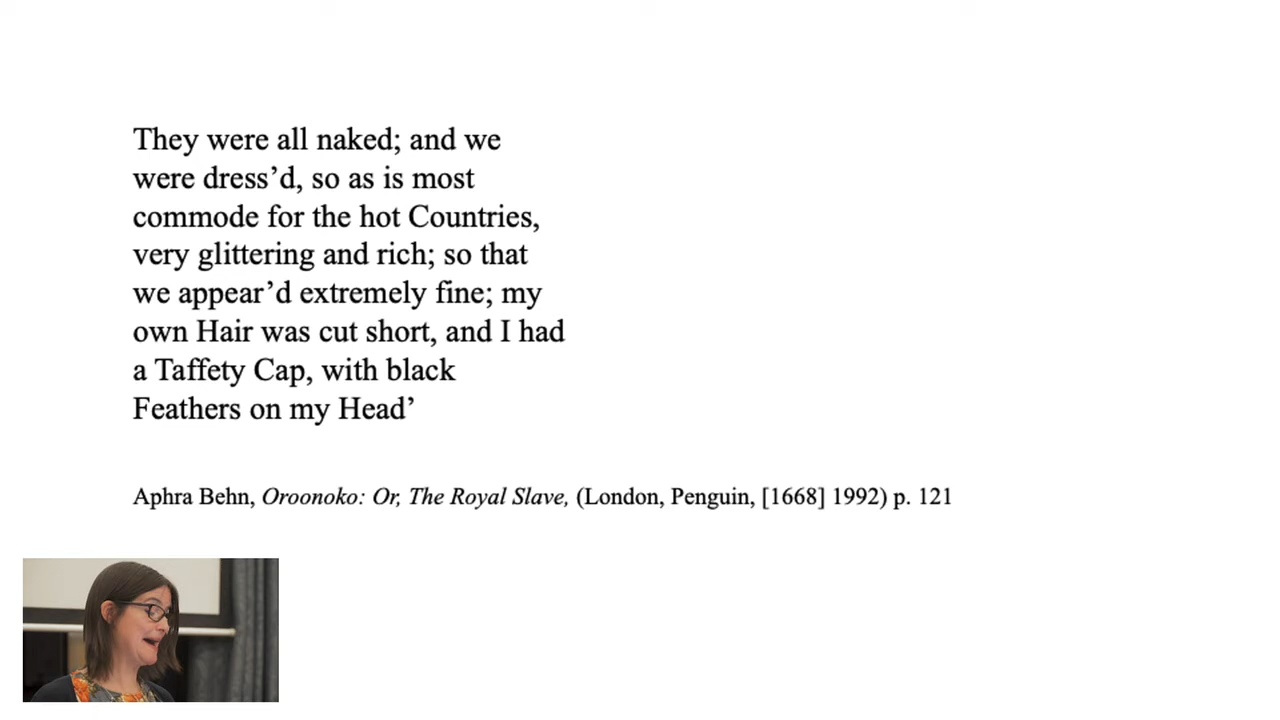 They were all naked; and we
were dress’d, so as is most
commode for the hot Countries,
very glittering and rich; so that
we appear’d extremely fine; my
own Hair was cut short, and I had
a Taffety Cap, with black
Feathers on my Head’
Aphra Behn, Oroonoko: Or, The Royal Slave, (London, Penguin, [1668] 1992) p. 121